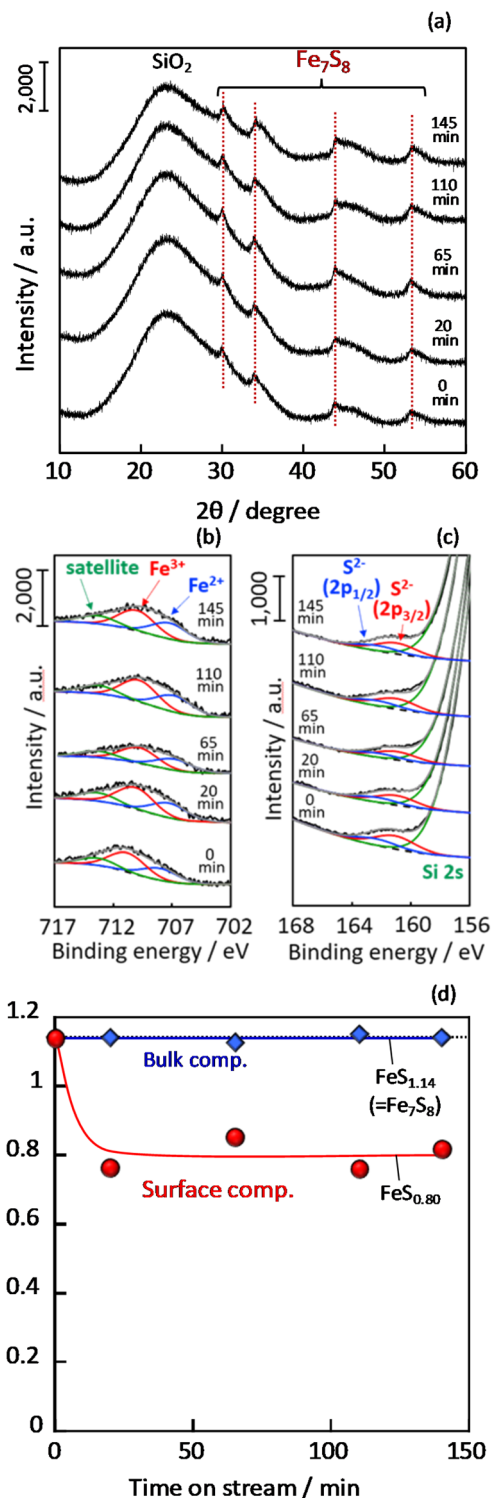 (a)
SiO2
Fe7S8
2,000
145
min
110
min
65
min
20
min
0
min
Intensity / a.u.
10 20 30 40 50 60
2θ / degree
(b)
2,000
satellite
Fe3+
Fe2+
145
min
110
min
65
min
20
min
0
min
Intensity / a.u.
717 712 707 702
Binding energy / eV
(c)
1,000
S2-
(2p1/2)
S2-
(2p3/2)
145
min
110
min
65
min
20
min
0
min
Si 2s
Intensity / a.u.
168 164 160 156
Binding energy / eV
(d)
1.2
1
0.8
0.6
0.4
0.2
0
Bulk comp.
FeS1.14
(=Fe7S8)
Surface comp.
FeS0.80
0 50 100 150
Time on stream / min